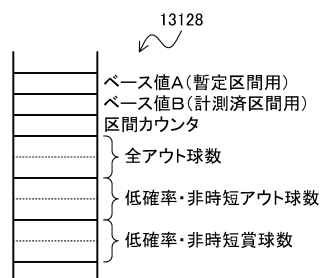 13128
ベース値A(暫定区間用)
ベース値B(計測済区間用)
区間カウンタ
全アウト球数
低確率・非時短アウト球数
低確率・非時短賞球数